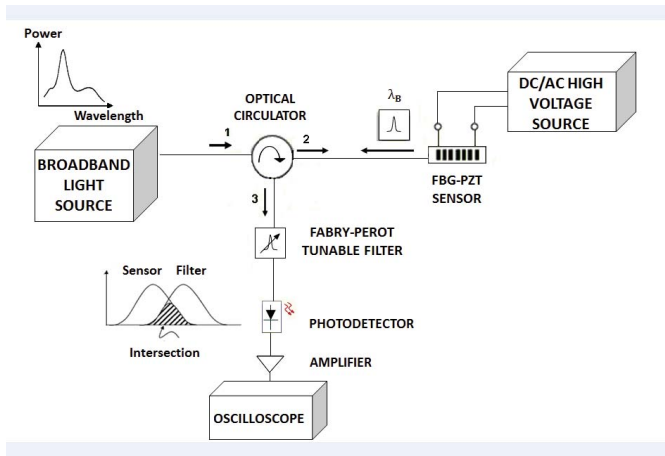 Power
Wavelength
BROADBAND
LIGHT
SOURCE
1
OPTICAL
CIRCULATOR
2
3
λB
DC/AC HIGH
VOLTAGE
SOURCE
FBG-PZT
SENSOR
FABRY-PEROT
TUNABLE FILTER
Sensor Filter
Intersection
PHOTODETECTOR
AMPLIFIER
OSCILLOSCOPE